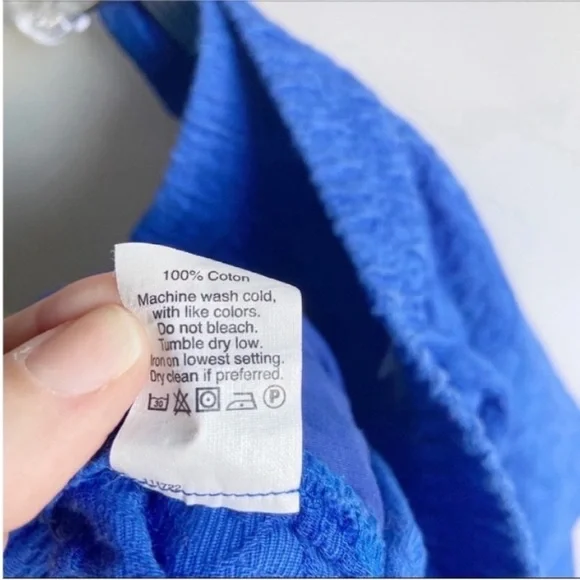 100% Coton
Machine wash cold,
with like colors.
Do not bleach.
Tumble dry low.
Iron on lowest setting.
Dry clean if preferred.
30 P